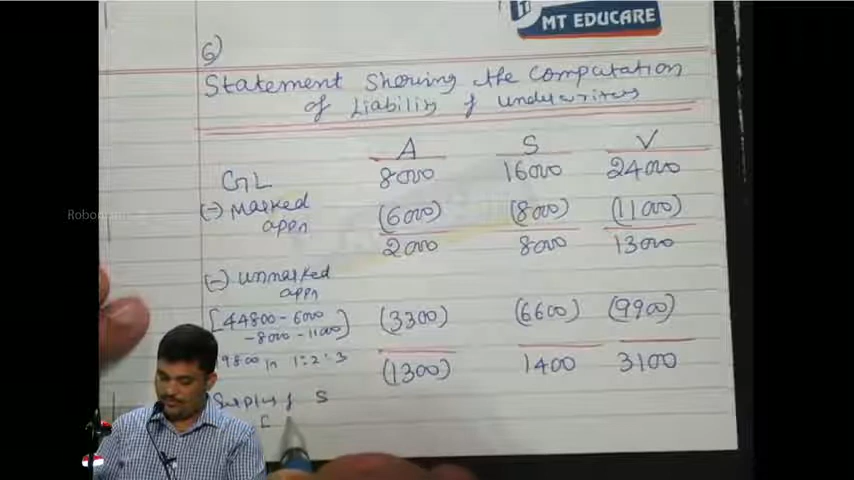 MT EDUCARE
6)
Statement Showing the Computation
of Liability of underwriters
A S V
GL 8000 16000 24000
(-) Marked appn (6000) (8000) (11000)
2000 8000 13000
(-) unmarked appn
[44800 - 6000 (3300) (6600) (9900)
-8000 - 11000]
9800 in 1:2:3
(1300) 1400 3100
Surplus of S
[